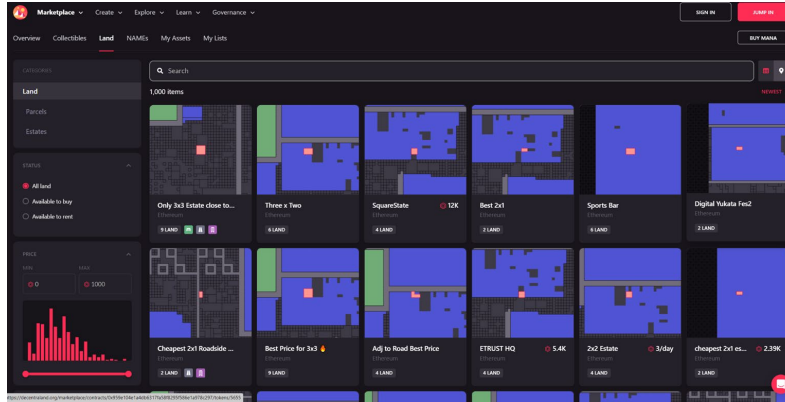 Marketplace Create Explore Learn Governance SIGN IN JUMP IN
Overview Collectibles Land NAMEs My Assets My Lists BUY MANA
CATEGORIES
Land
Parcels
Estates
STATUS
All land
Available to buy
Available to rent
PRICE
0 1000
Search
1,000 items NEWEST
Only 3x3 Estate close to...
Ethereum
9 LAND
Three x Two
Ethereum
6 LAND
SquareState 12K
Ethereum
4 LAND
Best 2x1
Ethereum
2 LAND
Sports Bar
Ethereum
6 LAND
Digital Yukata Fes2
Ethereum
2 LAND
Cheapest 2x1 Roadside ...
Ethereum
2 LAND
Best Price for 3x3 🔥
Ethereum
9 LAND
Adj to Road Best Price
Ethereum
4 LAND
ETRUST HQ 5.4K
Ethereum
4 LAND
2x2 Estate 3/day
Ethereum
4 LAND
cheapest 2x1 es... 2.39K
Ethereum
2 LAND